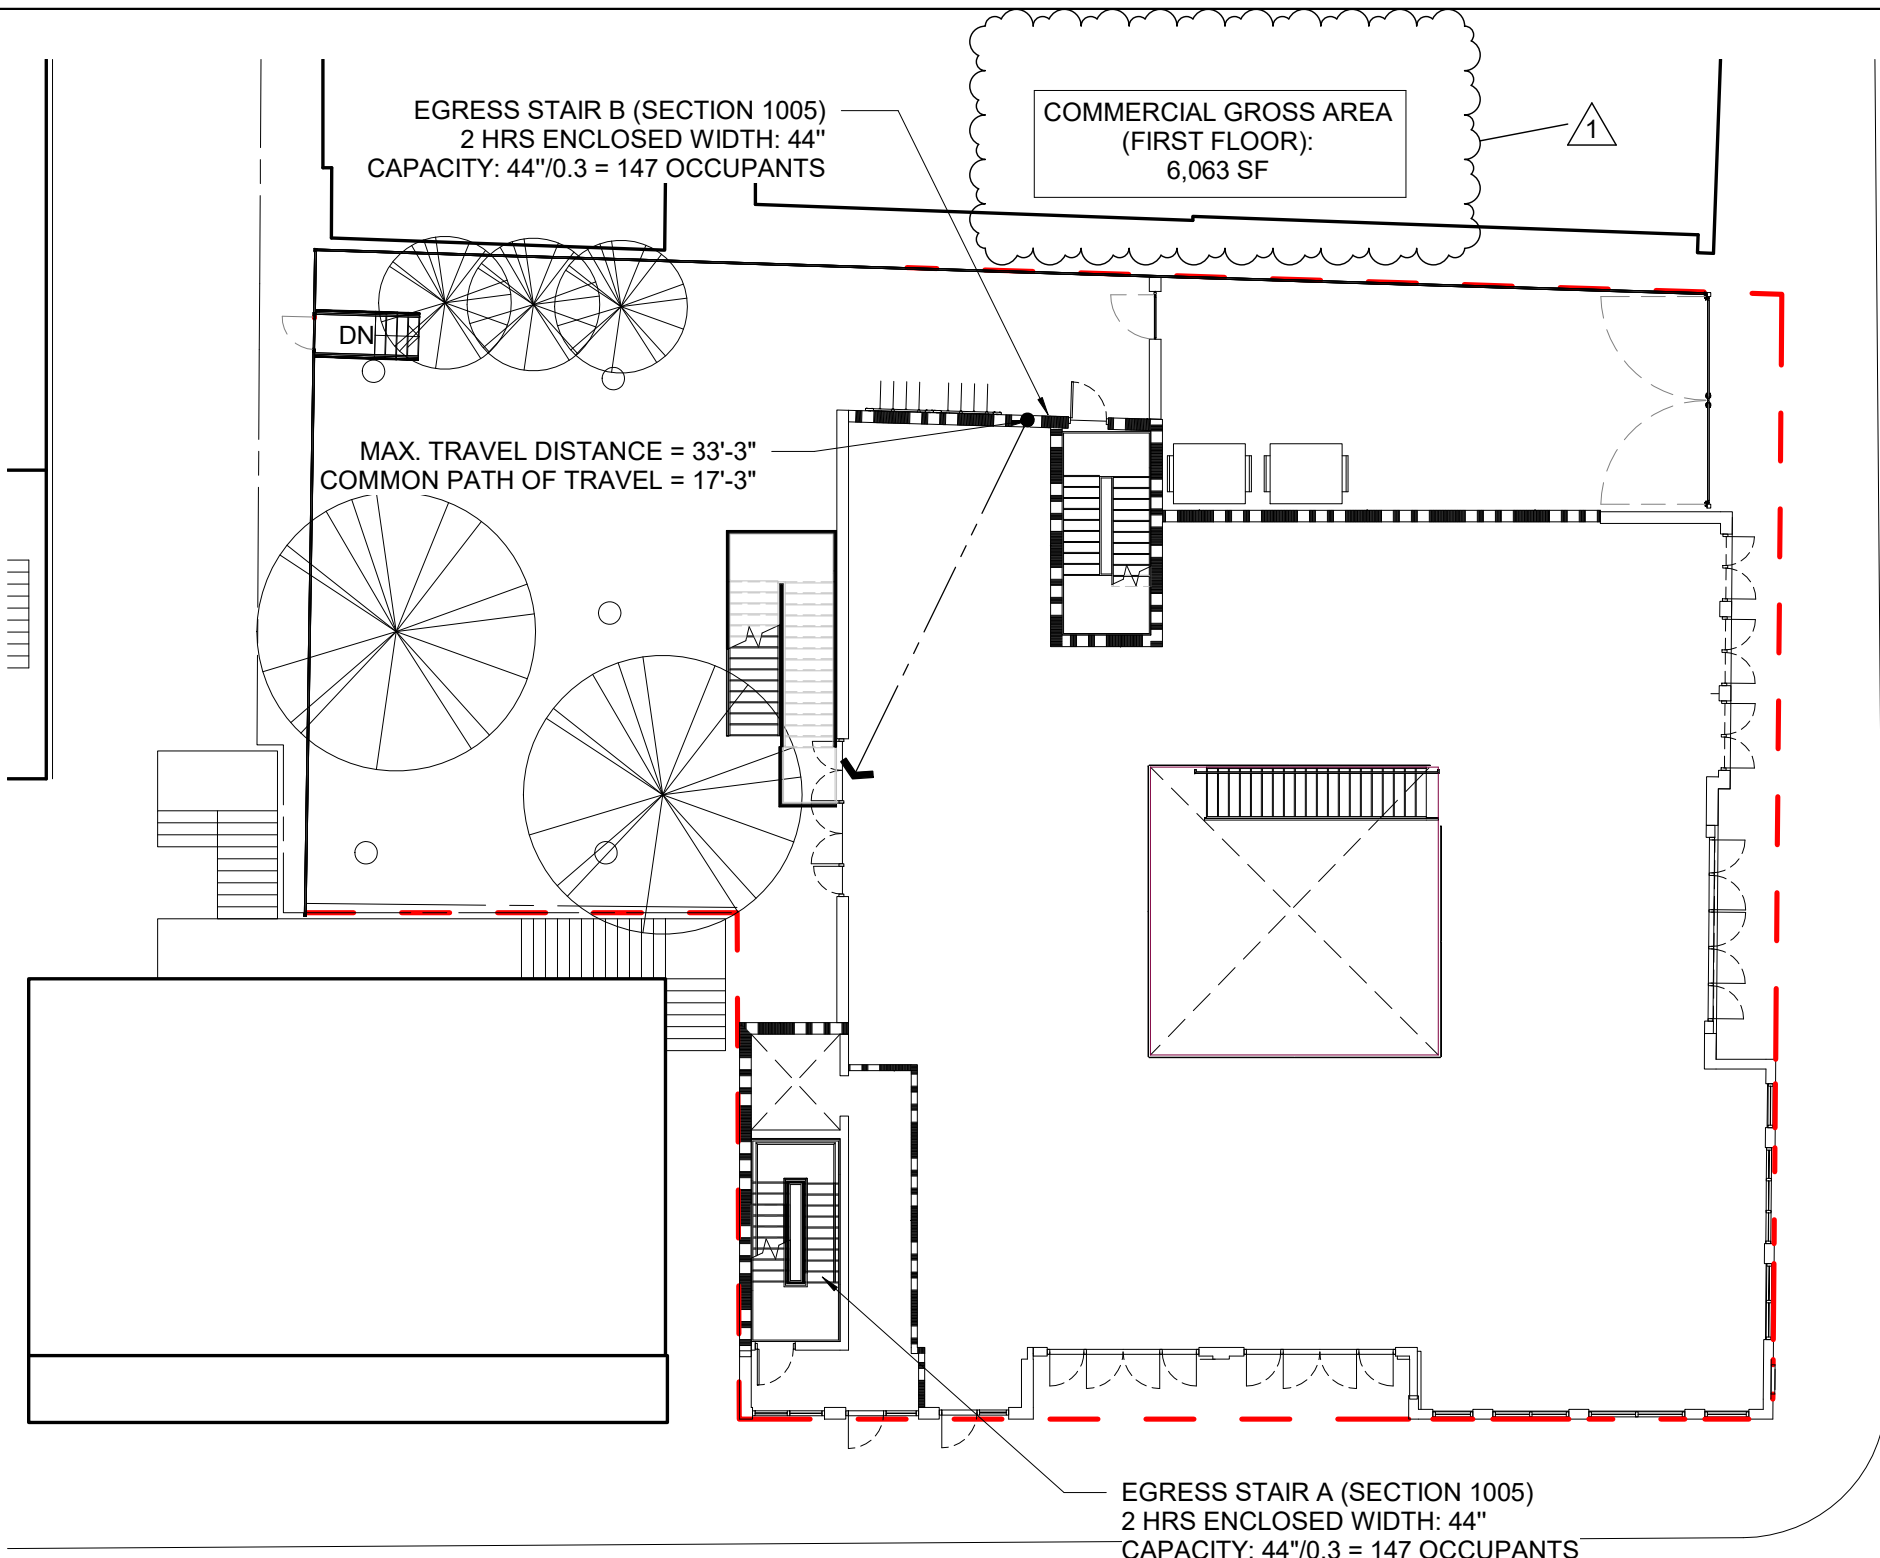 EGRESS STAIR B (SECTION 1005)
2 HRS ENCLOSED WIDTH: 44"
CAPACITY: 44"/0.3 = 147 OCCUPANTS
COMMERCIAL GROSS AREA
(FIRST FLOOR):
6,063 SF
1
DN
MAX. TRAVEL DISTANCE = 33'-3"
COMMON PATH OF TRAVEL = 17'-3"
EGRESS STAIR A (SECTION 1005)
2 HRS ENCLOSED WIDTH: 44"
CAPACITY: 44"/0.3 = 147 OCCUPANTS